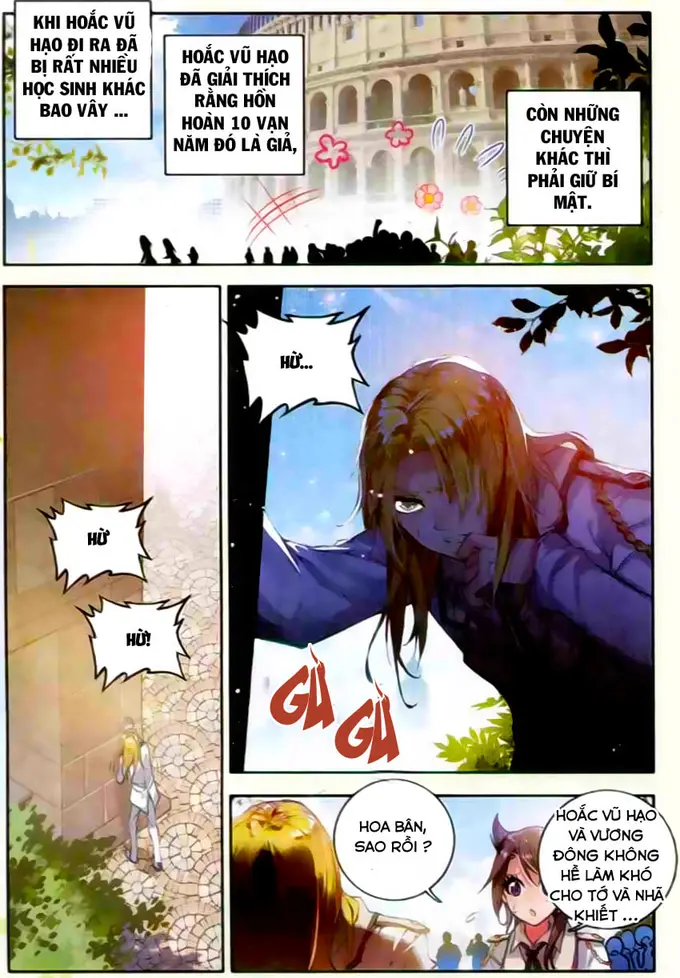 KHI HOẮC VŨ
HẠO ĐI RA ĐÃ
BỊ RẤT NHIỀU
HỌC SINH KHÁC
BAO VÂY ...
HOẮC VŨ HẠO
ĐÃ GIẢI THÍCH
RẰNG HỒN
HOÀN 10 VẠN
NĂM ĐÓ LÀ GIẢ,
CÒN NHỮNG
CHUYỆN
KHÁC THÌ
PHẢI GIỮ BÍ
MẬT.
HỪ...
HỪ
HỪ!
GỪ
GỪ
HOA BÂN,
SAO RỒI ?
HOẮC VŨ HẠO
VÀ VƯƠNG
ĐÔNG KHÔNG
HỀ LÀM KHÓ
CHO TỚ VÀ NHÃ
KHIẾT ...